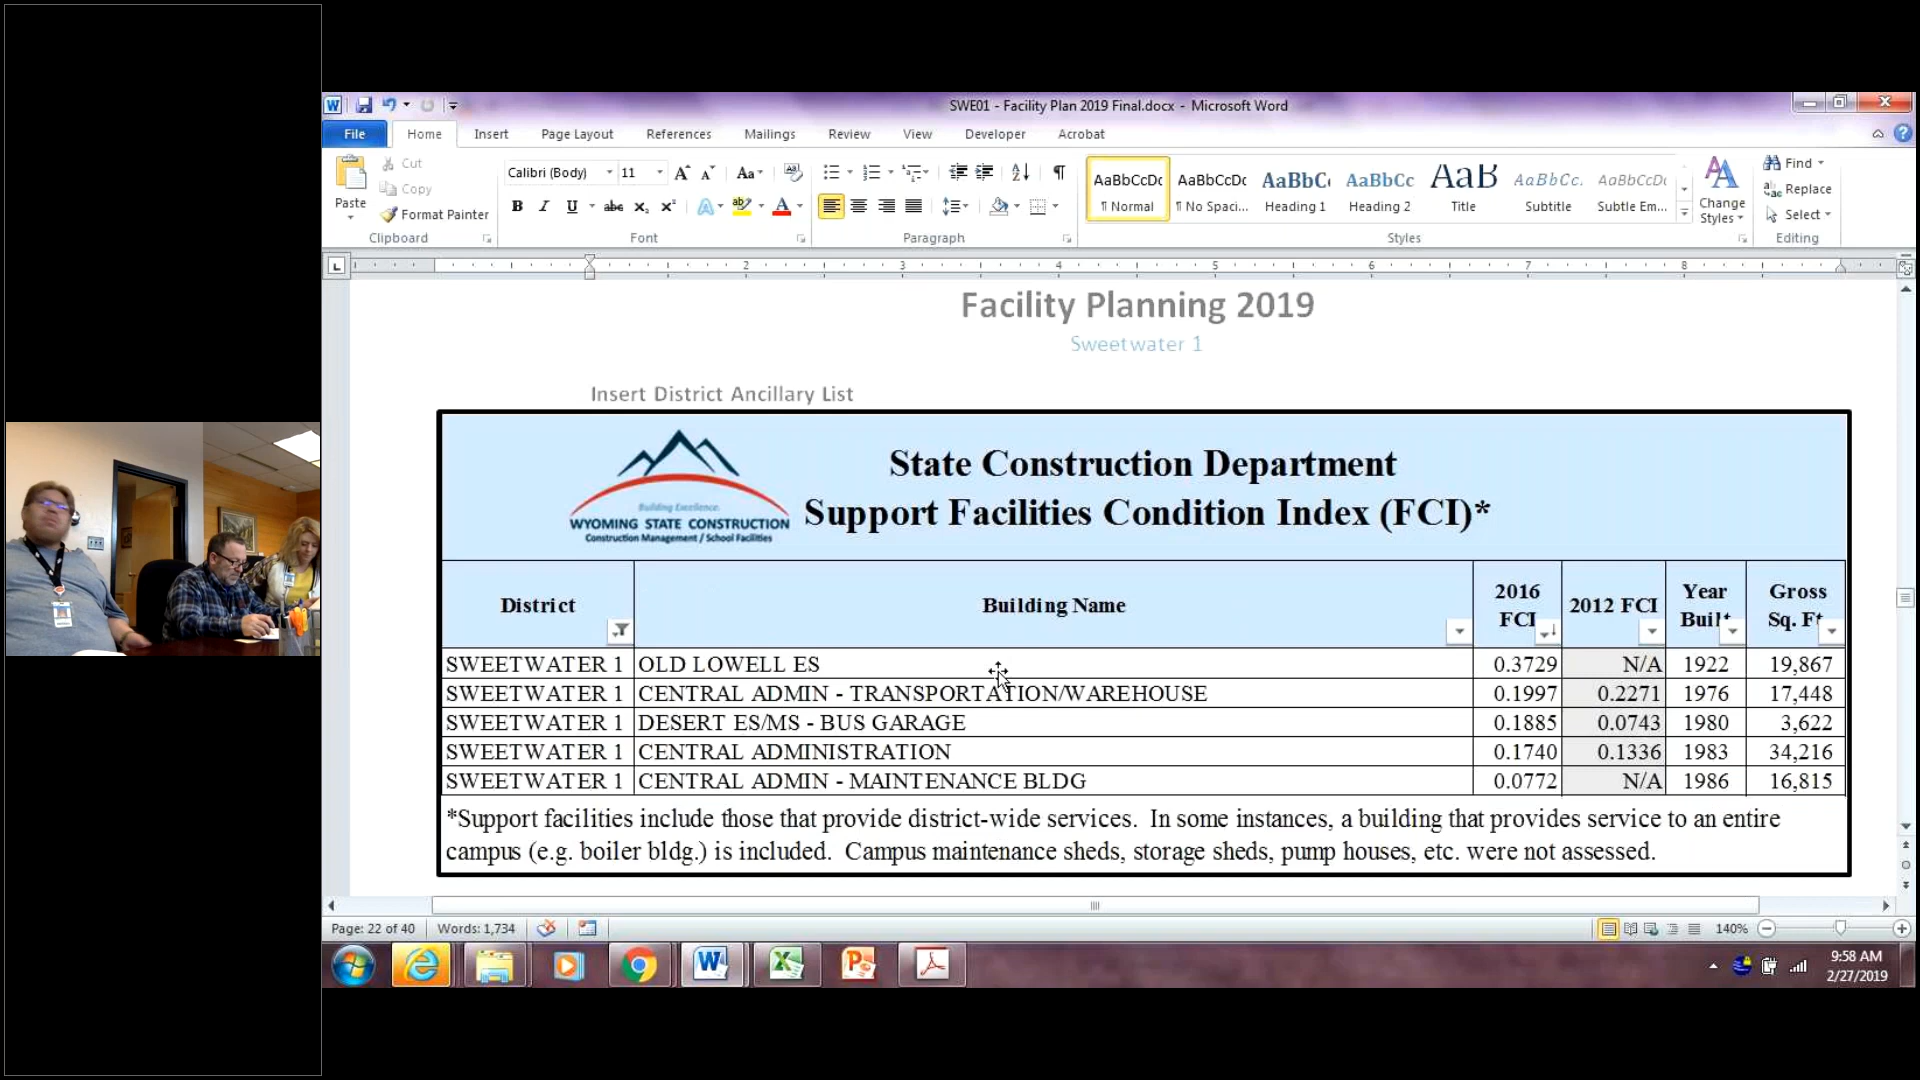 SWE01 - Facility Plan 2019 Final.docx - Microsoft Word
File Home Insert Page Layout References Mailings Review View Developer Acrobat
Paste
Cut
Copy
Format Painter
Clipboard
Calibri (Body) 11
Font
Paragraph
AaBbCcDc AaBbCcDc AaBbC AaBbCc AaB AaBbCc. AaBbCcDc
¶ Normal ¶ No Spaci... Heading 1 Heading 2 Title Subtitle Subtle Em...
Change Styles
Styles
Find
Replace
Select
Editing
2 3 4 5 6 7 8
Facility Planning 2019
Sweetwater 1
Insert District Ancillary List
Building Excellence.
WYOMING STATE CONSTRUCTION
Construction Management / School Facilities
State Construction Department
Support Facilities Condition Index (FCI)*
District Building Name 2016 FCI 2012 FCI Year Built Gross Sq. Ft
SWEETWATER 1 OLD LOWELL ES 0.3729 N/A 1922 19,867
SWEETWATER 1 CENTRAL ADMIN - TRANSPORTATION/WAREHOUSE 0.1997 0.2271 1976 17,448
SWEETWATER 1 DESERT ES/MS - BUS GARAGE 0.1885 0.0743 1980 3,622
SWEETWATER 1 CENTRAL ADMINISTRATION 0.1740 0.1336 1983 34,216
SWEETWATER 1 CENTRAL ADMIN - MAINTENANCE BLDG 0.0772 N/A 1986 16,815
*Support facilities include those that provide district-wide services. In some instances, a building that provides service to an entire
campus (e.g. boiler bldg.) is included. Campus maintenance sheds, storage sheds, pump houses, etc. were not assessed.
Page: 22 of 40 Words: 1,734 140%
9:58 AM
2/27/2019